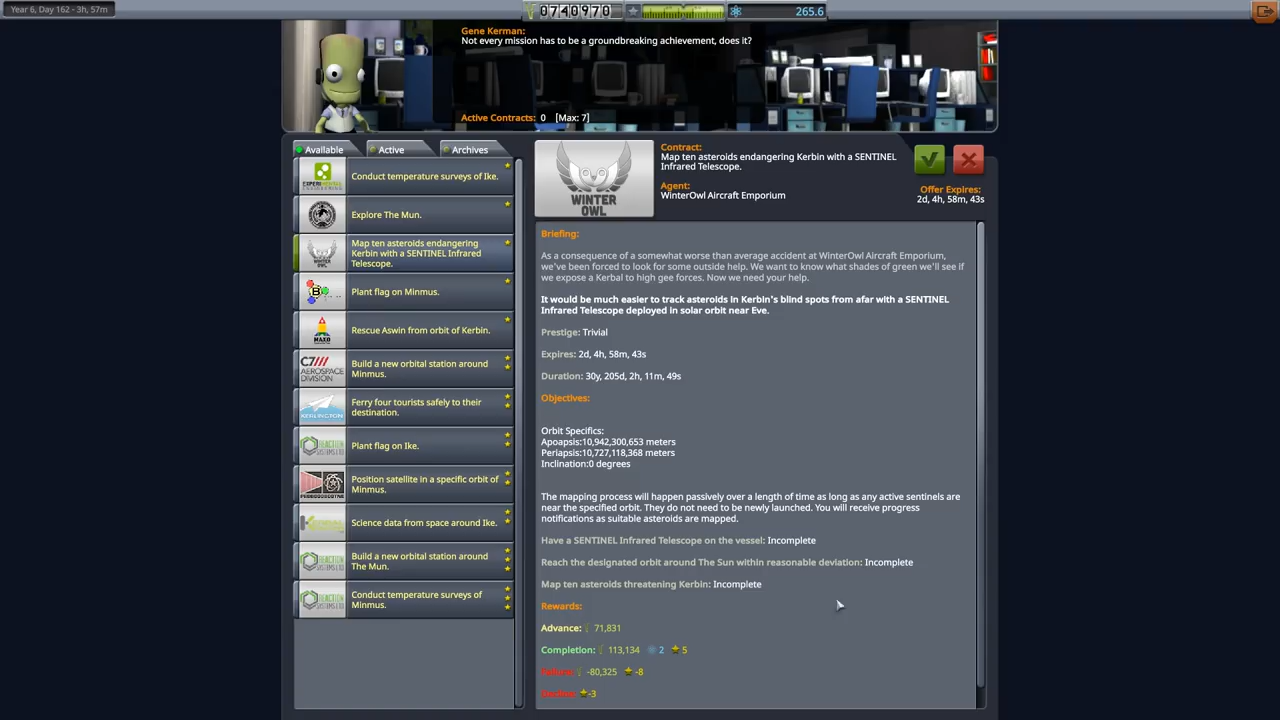 Year 6, Day 162 - 3h, 57m
0740970
265.6
Gene Kerman:
Not every mission has to be a groundbreaking achievement, does it?
Active Contracts: 0 [Max: 7]
Available
Active
Archives
Conduct temperature surveys of Ike.
Explore The Mun.
Map ten asteroids endangering
Kerbin with a SENTINEL Infrared
Telescope.
Plant flag on Minmus.
Rescue Aswin from orbit of Kerbin.
Build a new orbital station around
Minmus.
Ferry four tourists safely to their
destination.
Plant flag on Ike.
Position satellite in a specific orbit of
Minmus.
Science data from space around Ike.
Build a new orbital station around
The Mun.
Conduct temperature surveys of
Minmus.
WINTER
OWL
Contract:
Map ten asteroids endangering Kerbin with a SENTINEL
Infrared Telescope.
Agent:
WinterOwl Aircraft Emporium
Offer Expires:
2d, 4h, 58m, 43s
Briefing:
As a consequence of a somewhat worse than average accident at WinterOwl Aircraft Emporium,
we've been forced to look for some outside help. We want to know what shades of green we'll see if
we expose a Kerbal to high gee forces. Now we need your help.
It would be much easier to track asteroids in Kerbin's blind spots from afar with a SENTINEL
Infrared Telescope deployed in solar orbit near Eve.
Prestige: Trivial
Expires: 2d, 4h, 58m, 43s
Duration: 30y, 205d, 2h, 11m, 49s
Objectives:
Orbit Specifics:
Apoapsis:10,942,300,653 meters
Periapsis:10,727,118,368 meters
Inclination:0 degrees
The mapping process will happen passively over a length of time as long as any active sentinels are
near the specified orbit. They do not need to be newly launched. You will receive progress
notifications as suitable asteroids are mapped.
Have a SENTINEL Infrared Telescope on the vessel: Incomplete
Reach the designated orbit around The Sun within reasonable deviation: Incomplete
Map ten asteroids threatening Kerbin: Incomplete
Rewards:
Advance: 71,831
Completion: 113,134 2 5
Failure: -80,325 -8
Decline: -3